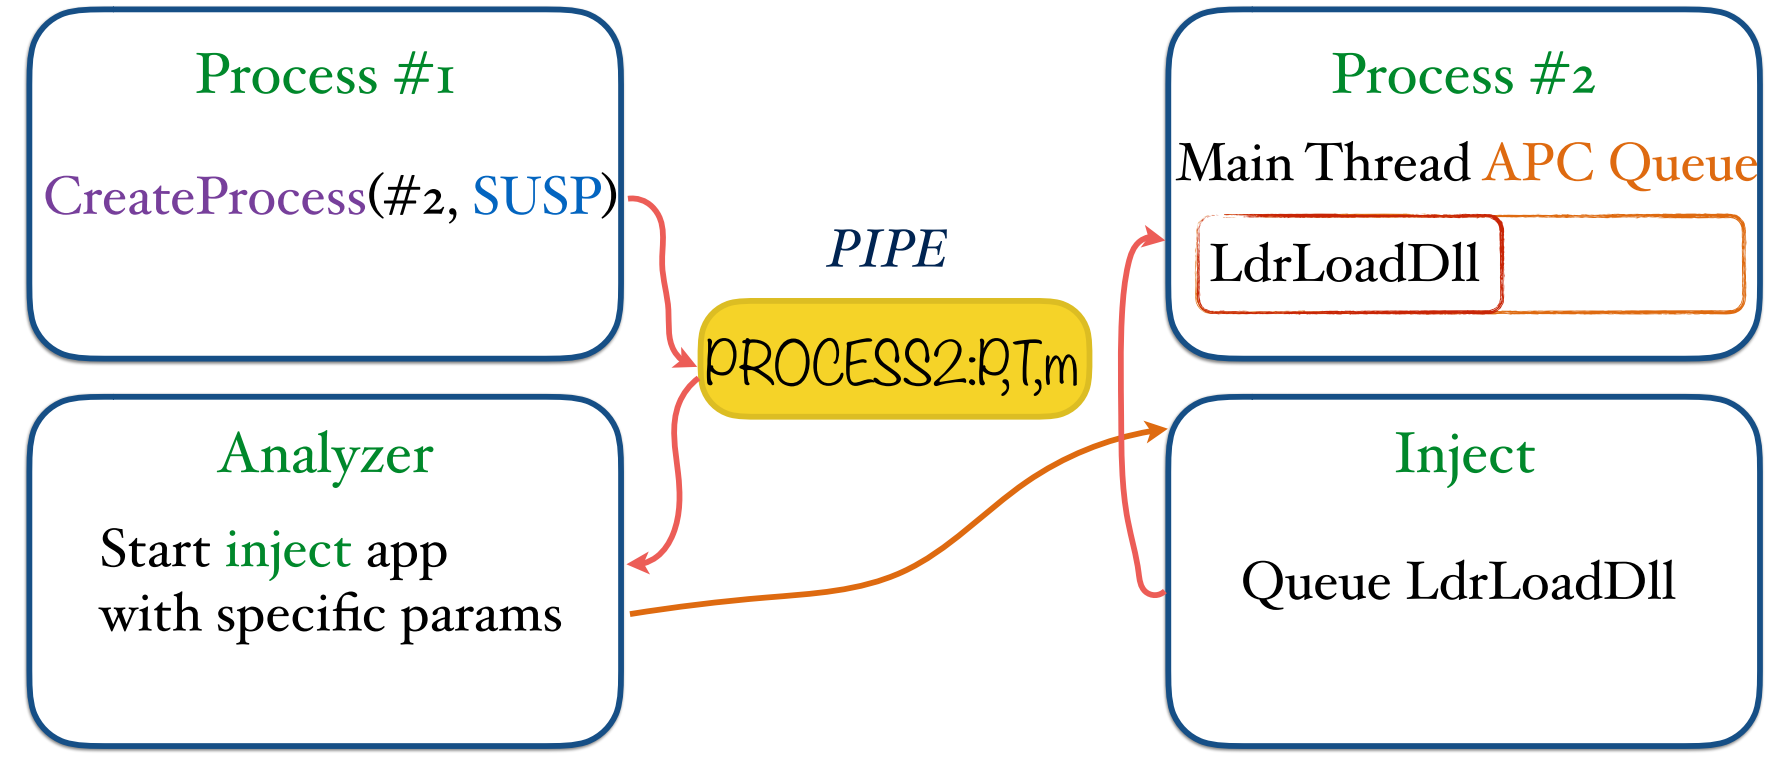 Process #1
CreateProcess(#2, SUSP)
PIPE
PROCESS2:P,T,m
Process #2
Main Thread APC Queue
LdrLoadDll
Analyzer
Start inject app
with specific params
Inject
Queue LdrLoadDll